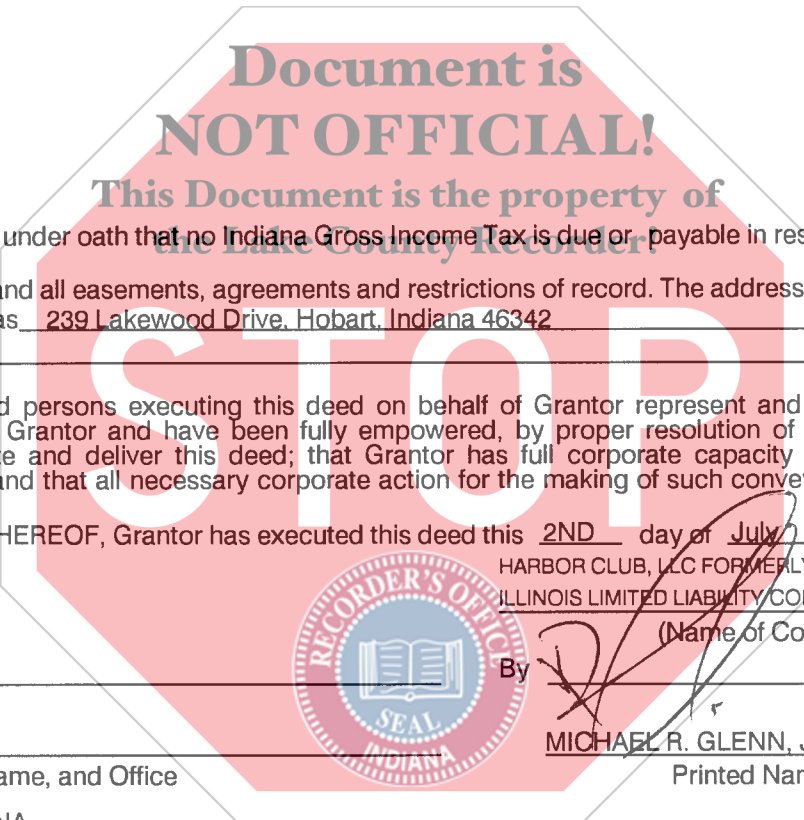 Document is
NOT OFFICIAL!
This Document is the property of
the Lake County Recorder!
under oath that no Indiana Gross Income Tax is due or payable in res
and all easements, agreements and restrictions of record. The address
as 239 Lakewood Drive, Hobart, Indiana 46342
STOP
d persons executing this deed on behalf of Grantor represent and
Grantor and have been fully empowered, by proper resolution of
te and deliver this deed; that Grantor has full corporate capacity
and that all necessary corporate action for the making of such convey
HEREOF, Grantor has executed this deed this 2ND day of July
HARBOR CLUB, LLC FORMERLY
ILLINOIS LIMITED LIABILITY COM
(Name of Co
By
RECORDER'S OFFICE
SEAL
INDIANA
MICHAEL R. GLENN, J
ame, and Office
Printed Nam
NA